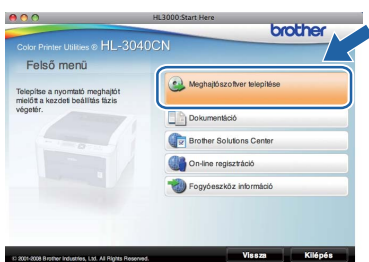 HL3000:Start Here
brother
Color Printer Utilities ® HL-3040CN
Felső menü
Telepítse a nyomtató meghajtót
mielőtt a kezdeti beállítás fázis
végetér.
Meghajtószoftver telepítése
Dokumentáció
Brother Solutions Center
On-line regisztráció
Fogyóeszköz információ
© 2001-2008 Brother Industries, Ltd. All Rights Reserved.
Vissza
Kilépés